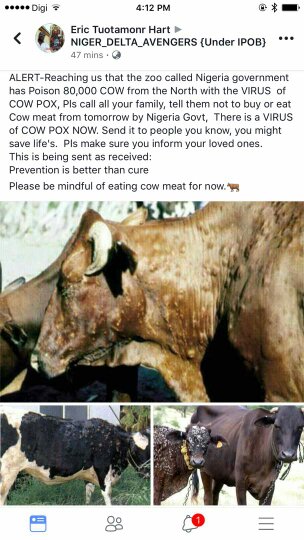 Digi 4:12 PM
Eric Tuotamonr Hart ▶
NIGER_DELTA_AVENGERS {Under IPOB}
47 mins ·
ALERT-Reaching us that the zoo called Nigeria government
has Poison 80,000 COW from the North with the VIRUS of
COW POX, Pls call all your family, tell them not to buy or eat
Cow meat from tomorrow by Nigeria Govt, There is a VIRUS
of COW POX NOW. Send it to people you know, you might
save life's. Pls make sure you inform your loved ones.
This is being sent as received:
Prevention is better than cure
Please be mindful of eating cow meat for now.🐂
1